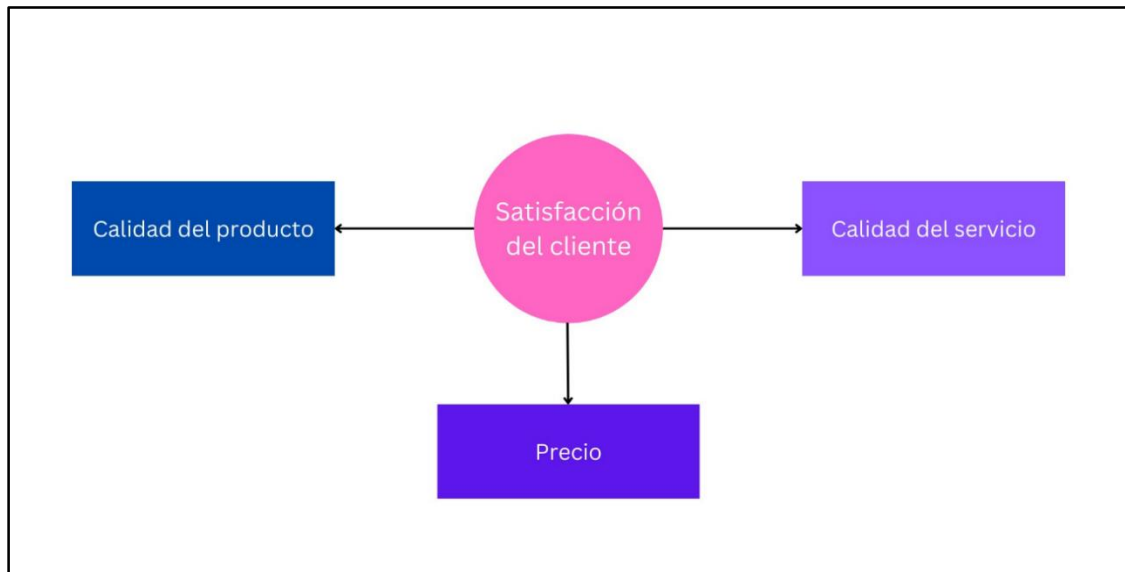 Satisfacción
del cliente
Calidad del producto
Calidad del servicio
Precio